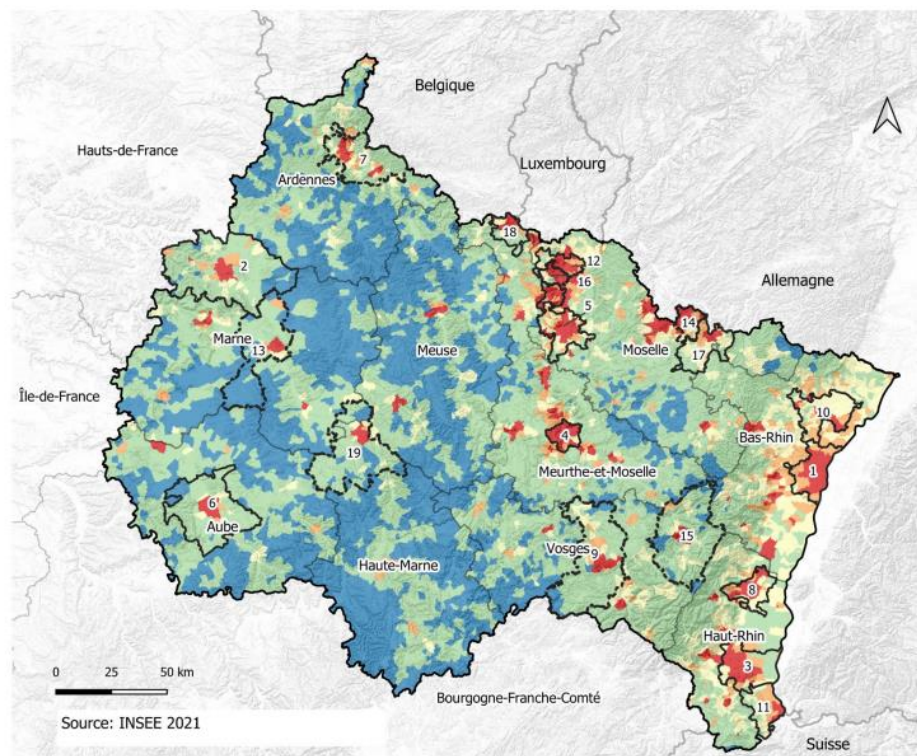 Belgique
Hauts-de-France
7
Luxembourg
Ardennes
18
12
2
16
Allemagne
5
14
Marne
Meuse
Moselle
13
17
Île-de-France
10
Bas-Rhin
4
19
1
Meurthe-et-Moselle
6
Aube
15
Vosges
9
Haute-Marne
8
Haut-Rhin
3
0 25 50 km
Bourgogne-Franche-Comté
11
Source: INSEE 2021
Suisse